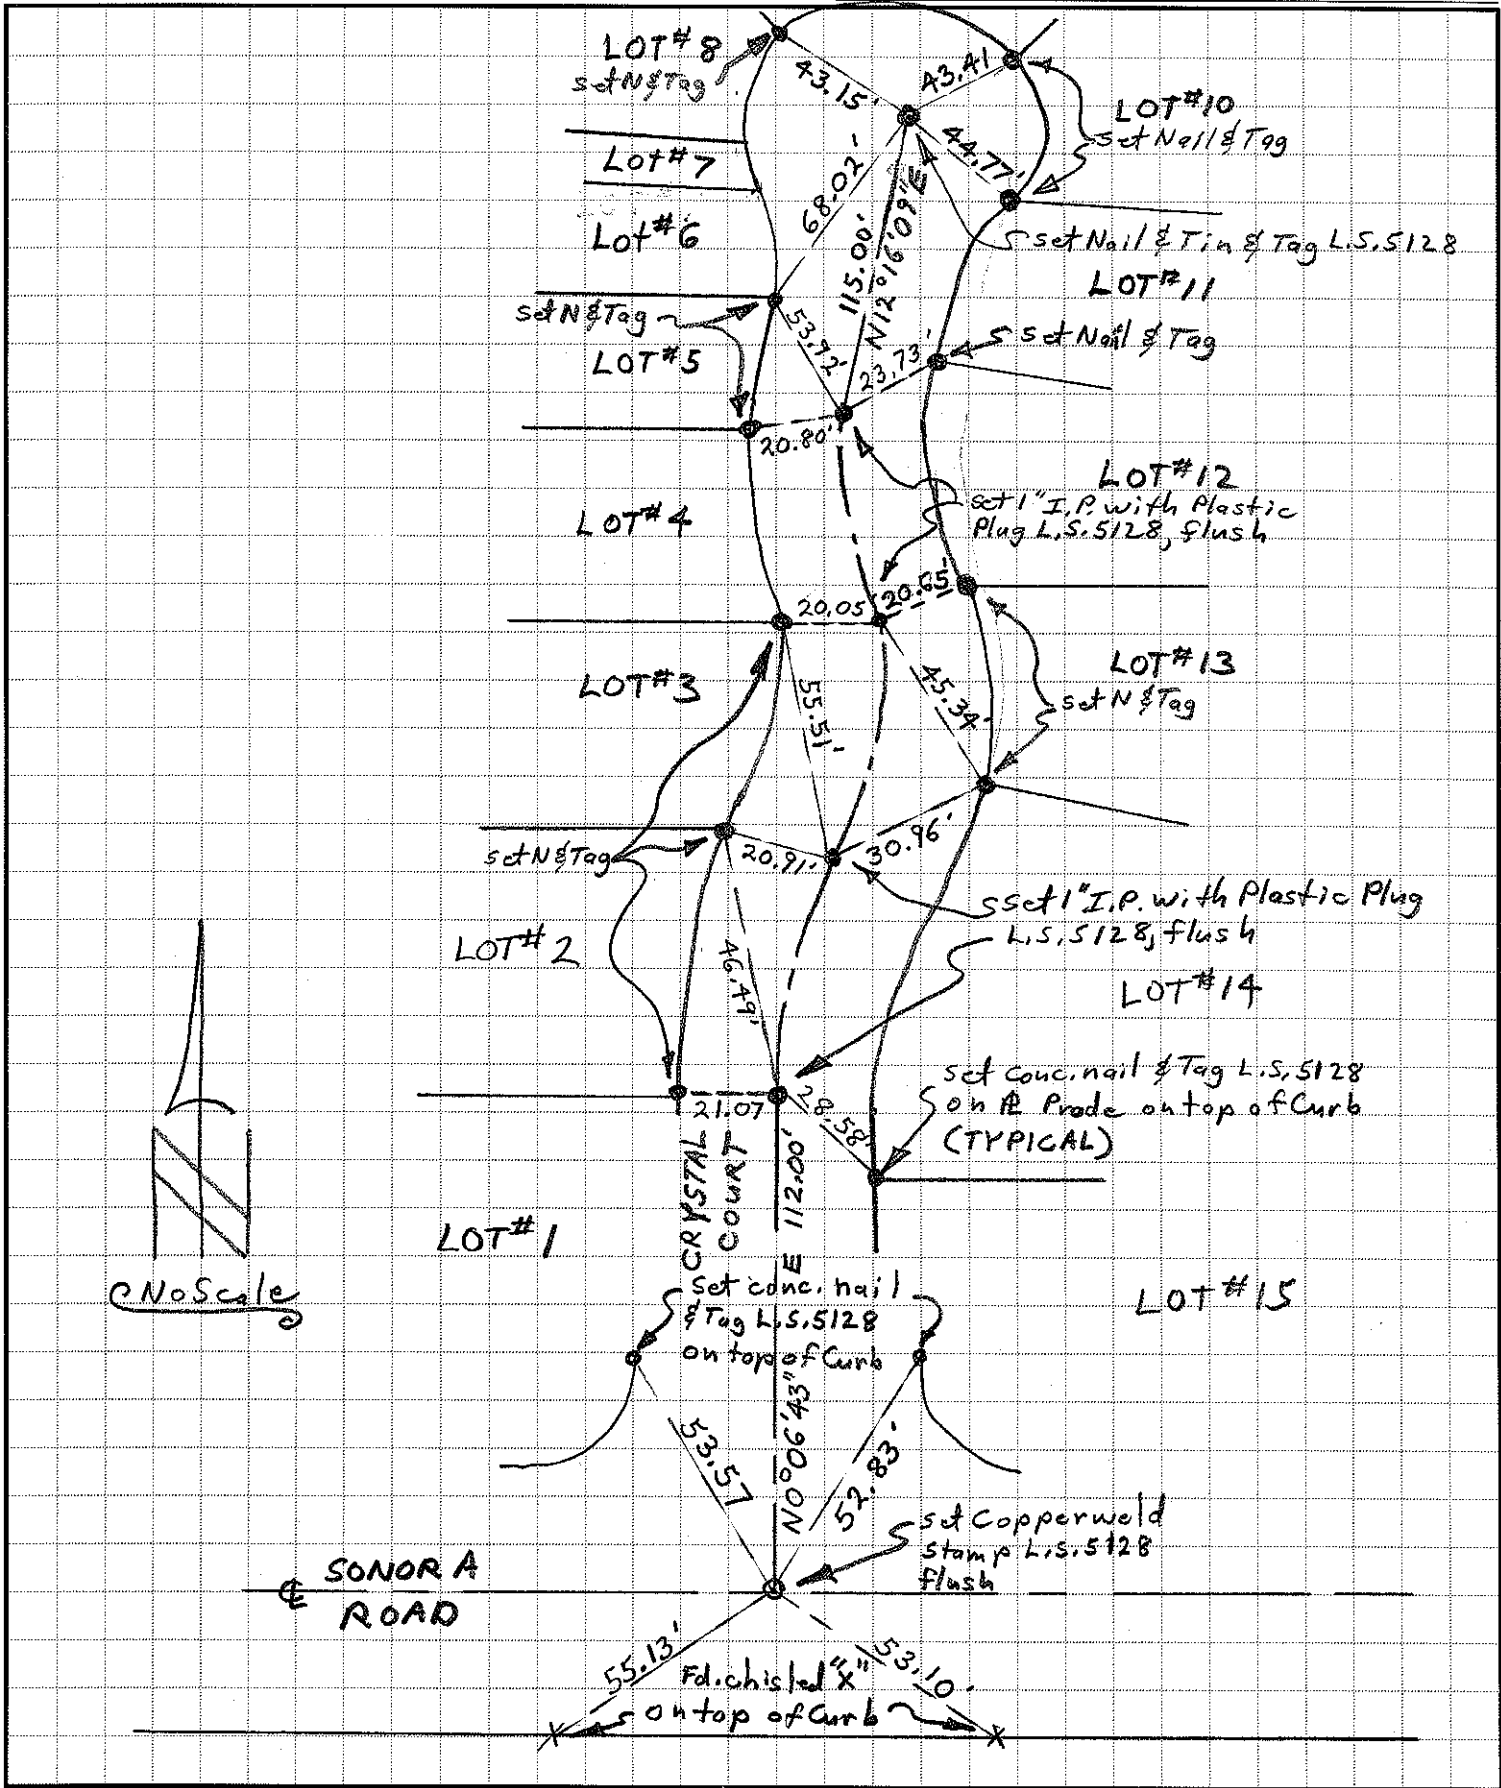 LOT#8
set N&Tag
43.15'
43.41
LOT#10
set Nail & Tag
Lot#7
44.77'
68.02'
Lot#6
115.00'
N12°16'09"E
set Nail & Tin & Tag L.S.5128
LOT#11
set N&Tag
53.92'
23.73'
set Nail & Tag
LOT#5
20.80'
LOT#12
set 1" I.P. with Plastic
Plug L.S.5128, flush
LOT#4
20.05'
20.65'
LOT#3
55.51'
45.34'
LOT#13
set N&Tag
set N&Tag
20.91'
30.96'
set 1" I.P. with Plastic Plug
L.S.5128, flush
LOT#2
46.49'
LOT#14
set conc.nail & Tag L.S.5128
on PL Prode on top of Curb
(TYPICAL)
21.07
28.58'
CRYSTAL
COURT
N0°06'43" E 112.00'
LOT#1
NoScale
set conc. nail
& Tag L.S.5128
on top of Curb
LOT#15
53.57
52.83'
set Copperweld
stamp L.S.5128
flush
℄ SONORA
ROAD
55.13'
53.10'
Fd.chisled "X"
on top of Curb